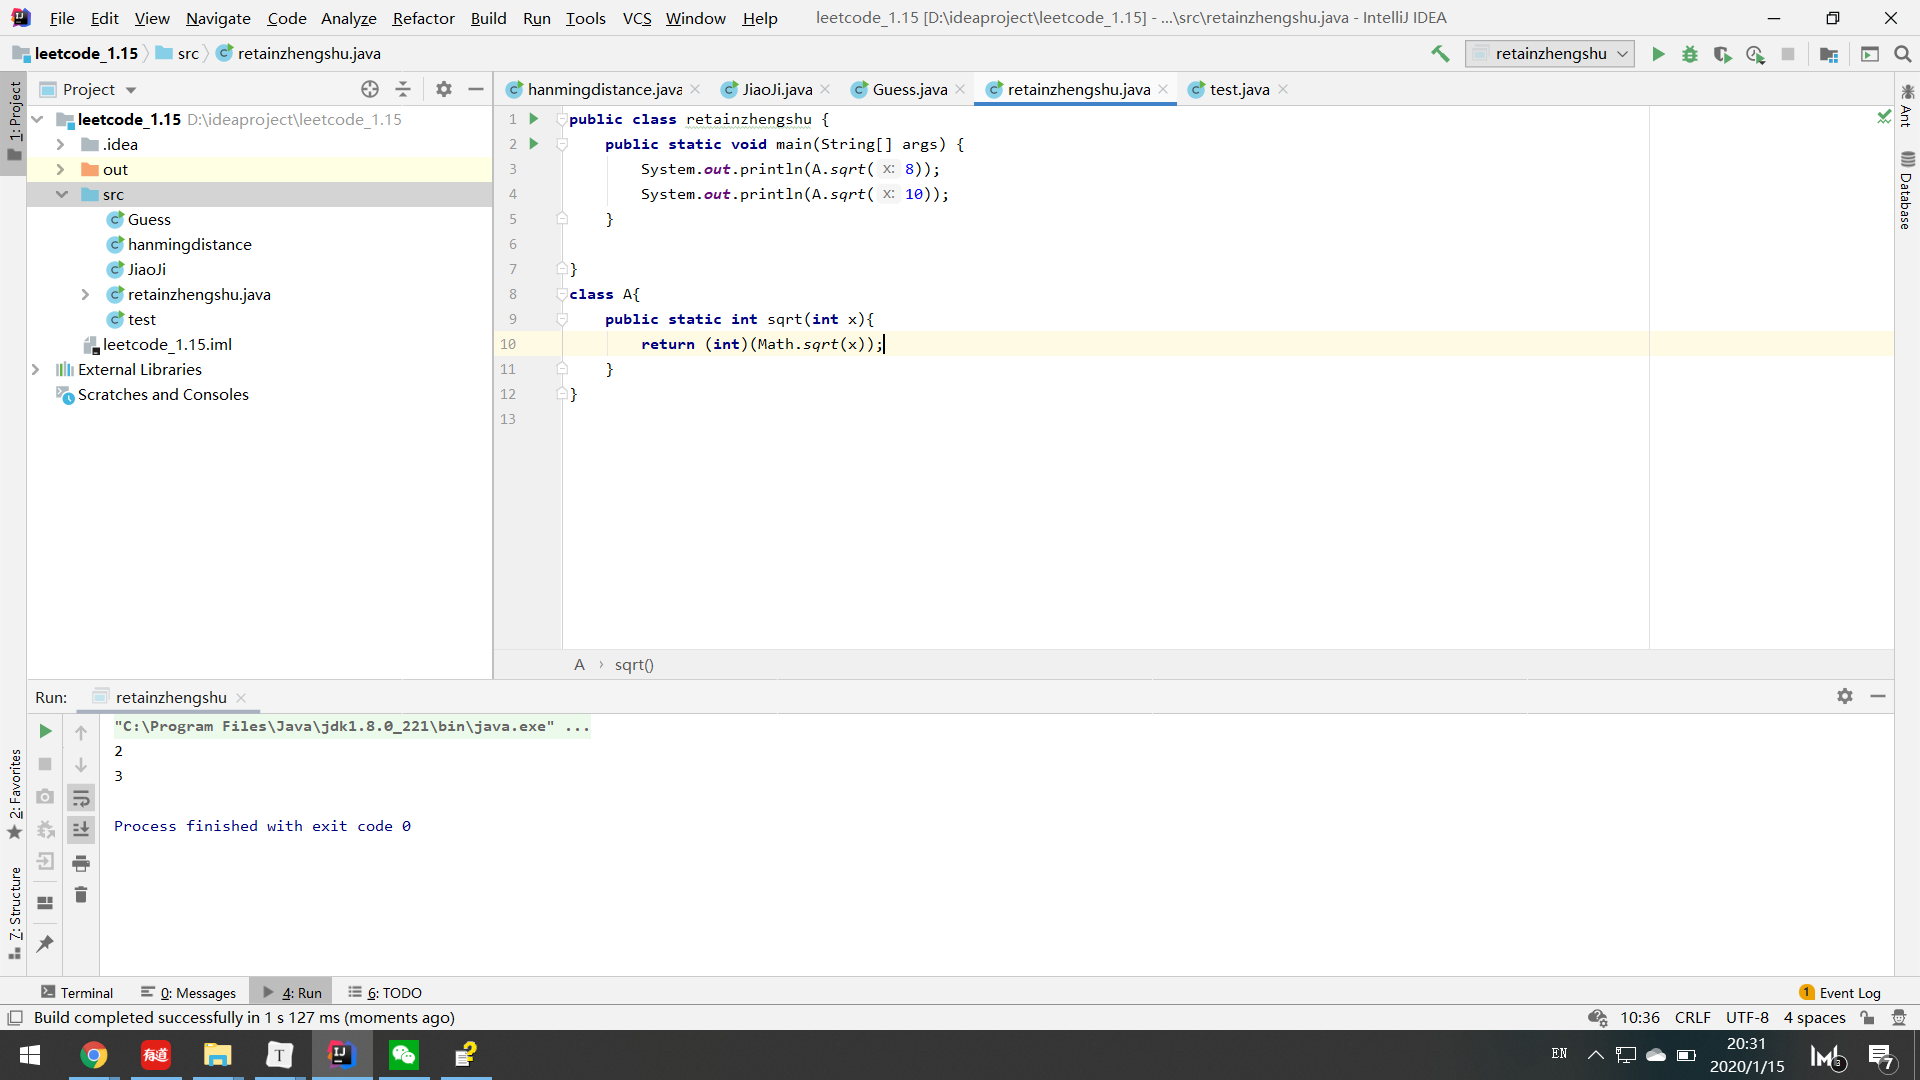 File Edit View Navigate Code Analyze Refactor Build Run Tools VCS Window Help leetcode_1.15 [D:\ideaproject\leetcode_1.15] - ...\src\retainzhengshu.java - IntelliJ IDEA
leetcode_1.15 src retainzhengshu.java
retainzhengshu
1: Project
Project
leetcode_1.15 D:\ideaproject\leetcode_1.15
.idea
out
src
Guess
hanmingdistance
JiaoJi
retainzhengshu.java
test
leetcode_1.15.iml
External Libraries
Scratches and Consoles
hanmingdistance.java JiaoJi.java Guess.java retainzhengshu.java test.java
1 public class retainzhengshu {
2 public static void main(String[] args) {
3 System.out.println(A.sqrt( x: 8));
4 System.out.println(A.sqrt( x: 10));
5 }
6
7 }
8 class A{
9 public static int sqrt(int x){
10 return (int)(Math.sqrt(x));
11 }
12 }
13
A › sqrt()
Ant
Database
Run: retainzhengshu
"C:\Program Files\Java\jdk1.8.0_221\bin\java.exe" ...
2
3
Process finished with exit code 0
2: Favorites
7: Structure
Terminal 0: Messages 4: Run 6: TODO 1 Event Log
Build completed successfully in 1 s 127 ms (moments ago) 10:36 CRLF UTF-8 4 spaces
有道 T IJ EN 20:31
2020/1/15
3
7